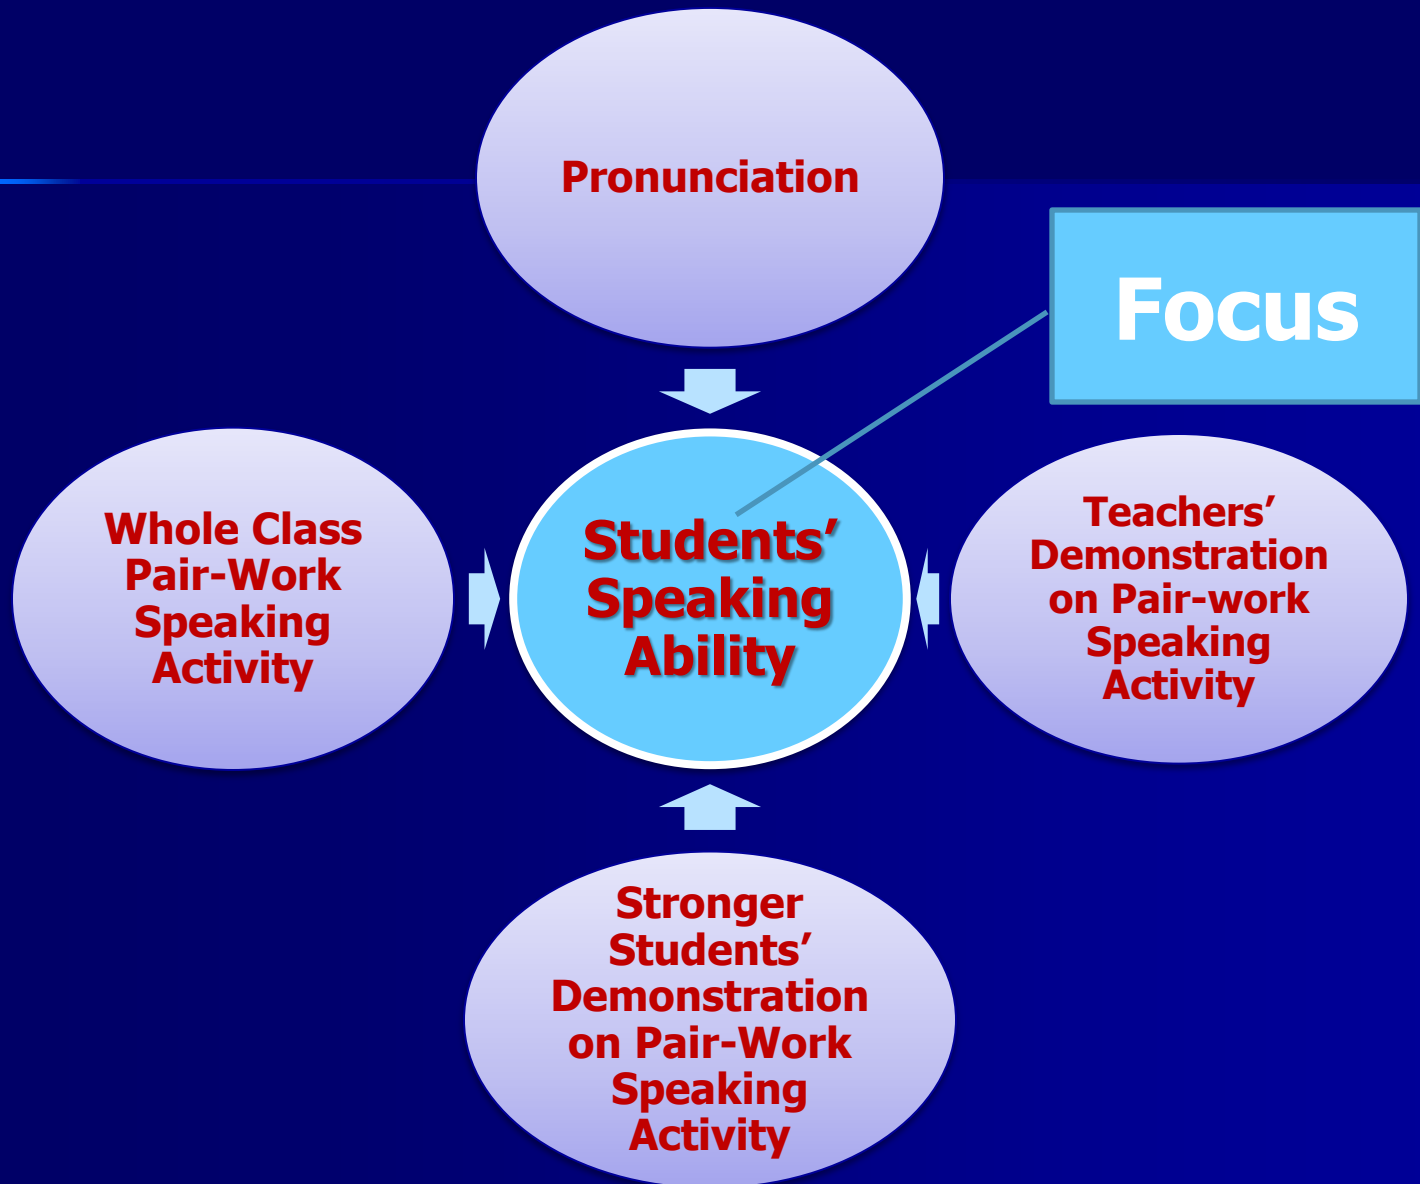 Pronunciation
Focus
Whole Class
Pair-Work
Speaking
Activity
Students’
Speaking
Ability
Teachers’
Demonstration
on Pair-work
Speaking
Activity
Stronger
Students’
Demonstration
on Pair-Work
Speaking
Activity